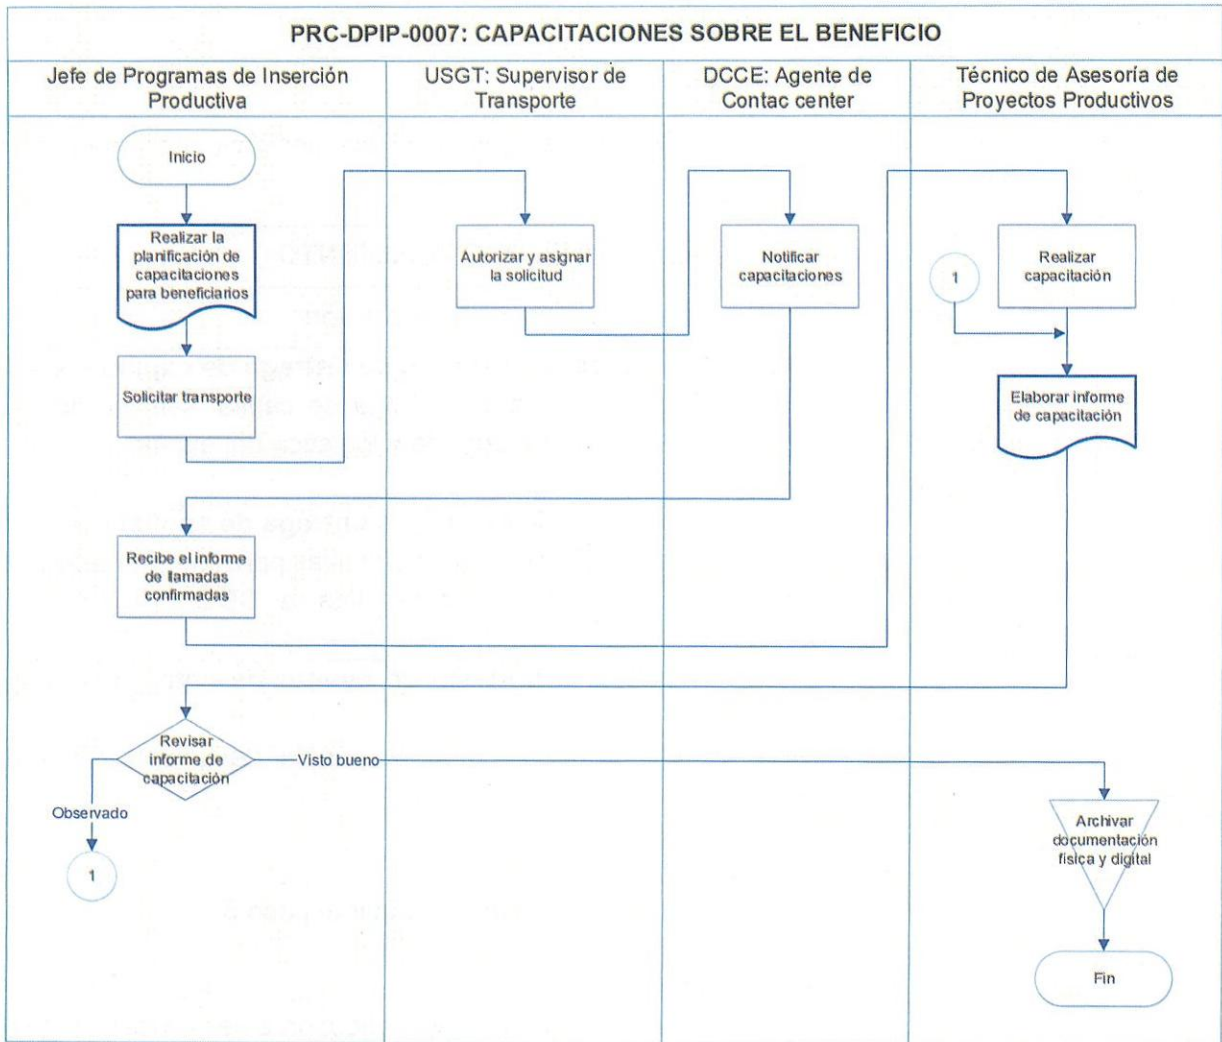 PRC-DPIP-0007: CAPACITACIONES SOBRE EL BENEFICIO
Jefe de Programas de Inserción
Productiva
USGT: Supervisor de
Transporte
DCCE: Agente de
Contac center
Técnico de Asesoría de
Proyectos Productivos
Inicio
Realizar la
planificación de
capacitaciones
para beneficiarios
Autorizar y asignar
la solicitud
Notificar
capacitaciones
1
Realizar
capacitación
Solicitar transporte
Elaborar informe
de capacitación
Recibe el informe
de llamadas
confirmadas
Revisar
informe de
capacitación
Visto bueno
Observado
1
Archivar
documentación
física y digital
Fin